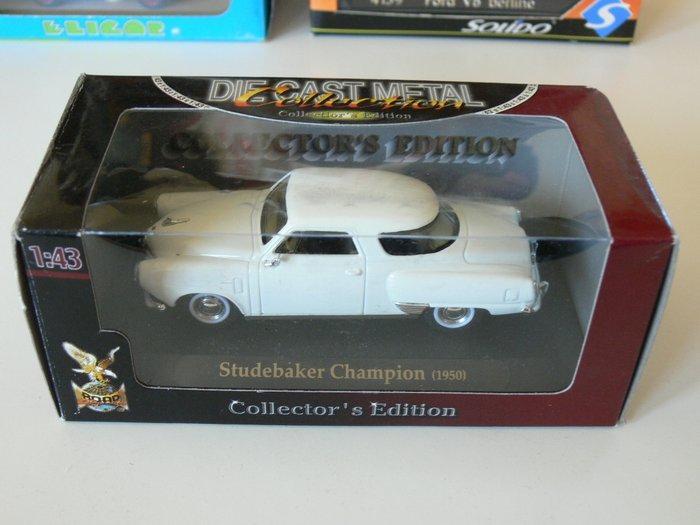 ELIGOR
4159 Ford V8 Berline
SOLIDO
S
DIE CAST METAL
Collection
Collector's Edition
COLLECTOR'S EDITION
1:43
Studebaker Champion (1950)
ROAD
Collector's Edition